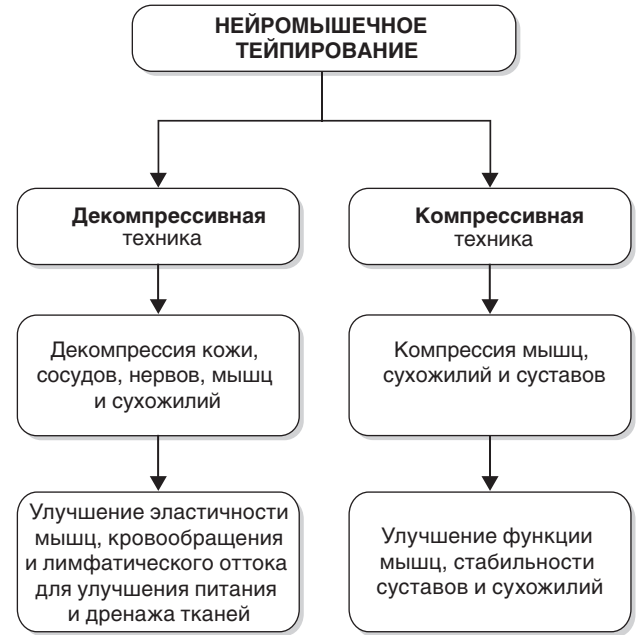 НЕЙРОМЫШЕЧНОЕ
ТЕЙПИРОВАНИЕ
Декомпрессивная
техника
Компрессивная
техника
Декомпрессия кожи,
сосудов, нервов, мышц
и сухожилий
Компрессия мышц,
сухожилий и суставов
Улучшение эластичности
мышц, кровообращения
и лимфатического оттока
для улучшения питания
и дренажа тканей
Улучшение функции
мышц, стабильности
суставов и сухожилий